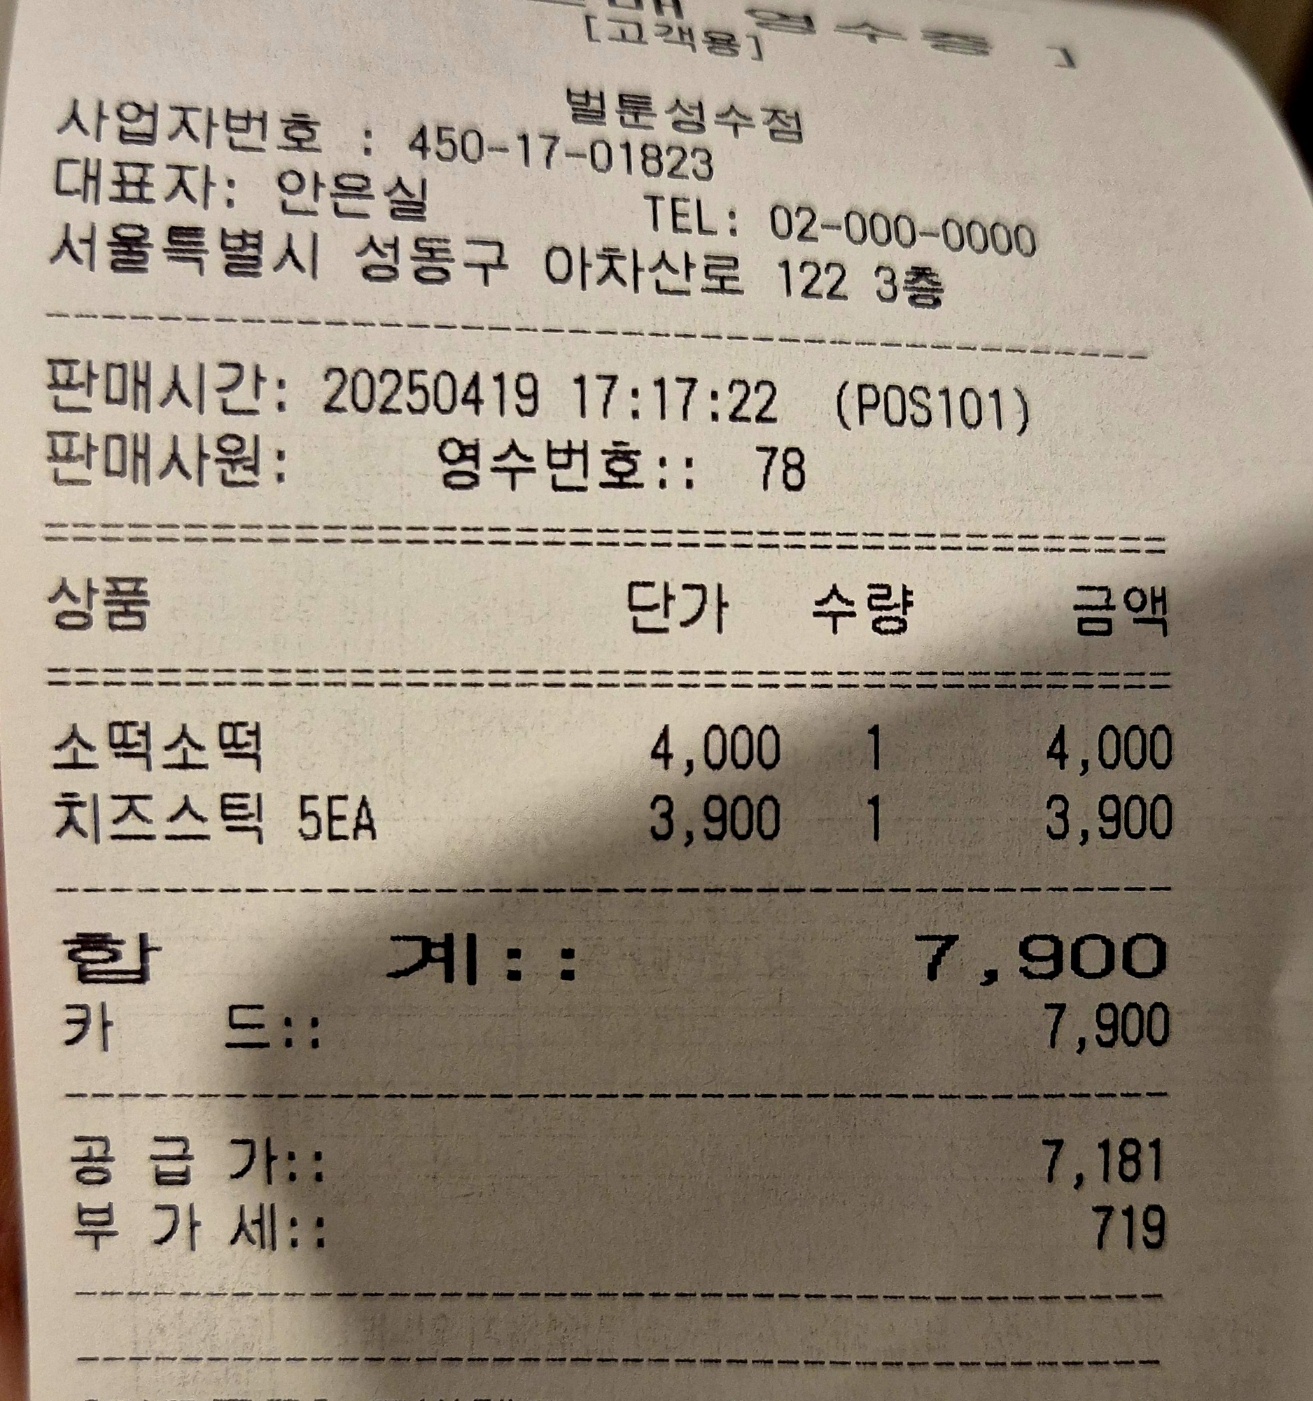 영수증 ]
[고객용]
벌툰성수점
사업자번호 : 450-17-01823
대표자: 안은실 TEL: 02-000-0000
서울특별시 성동구 아차산로 122 3층
판매시간: 20250419 17:17:22 (POS101)
판매사원: 영수번호:: 78
상품 단가 수량 금액
소떡소떡 4,000 1 4,000
치즈스틱 5EA 3,900 1 3,900
합 계:: 7,900
카 드:: 7,900
공 급 가:: 7,181
부 가 세:: 719